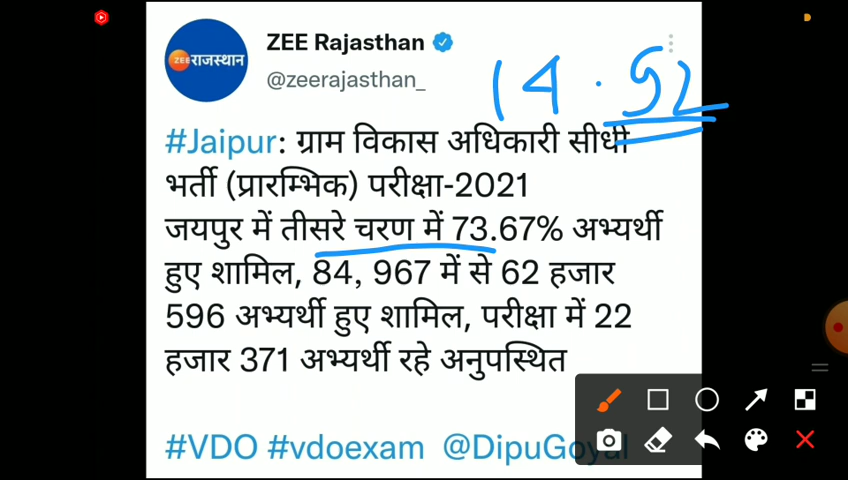 ZEE राजस्थान
ZEE Rajasthan
@zeerajasthan_
14.92
#Jaipur: ग्राम विकास अधिकारी सीधी
भर्ती (प्रारम्भिक) परीक्षा-2021
जयपुर में तीसरे चरण में 73.67% अभ्यर्थी
हुए शामिल, 84, 967 में से 62 हजार
596 अभ्यर्थी हुए शामिल, परीक्षा में 22
हजार 371 अभ्यर्थी रहे अनुपस्थित
#VDO #vdoexam @DipuGoyal